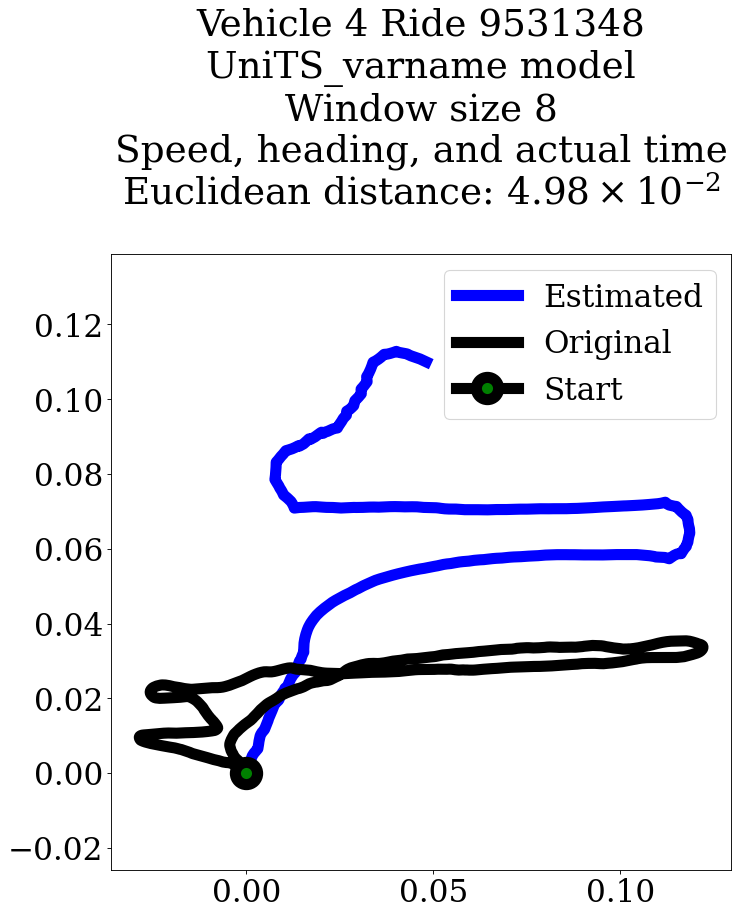 Vehicle 4 Ride 9531348
UniTS_varname model
Window size 8
Speed, heading, and actual time
Euclidean distance: 4.98 × 10⁻²
Estimated
Original
Start
0.12
0.10
0.08
0.06
0.04
0.02
0.00
−0.02
0.00 0.05 0.10